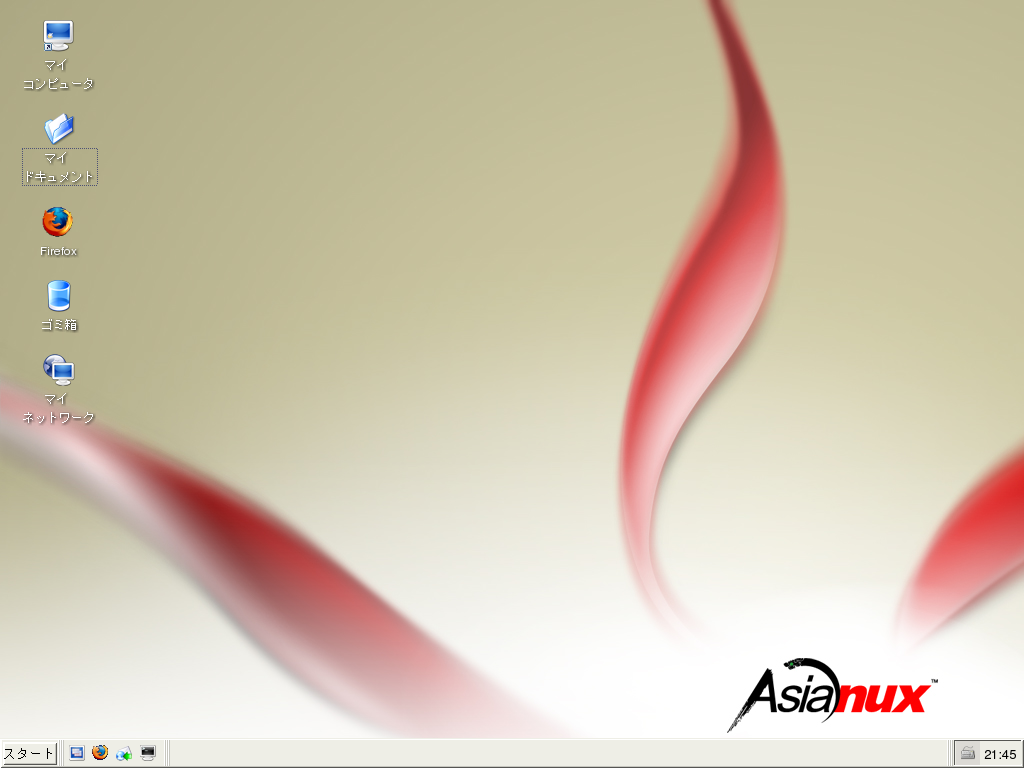 マイ
コンピュータ
マイ
ドキュメント
Firefox
ゴミ箱
マイ
ネットワーク
Asianux™
スタート
21:45